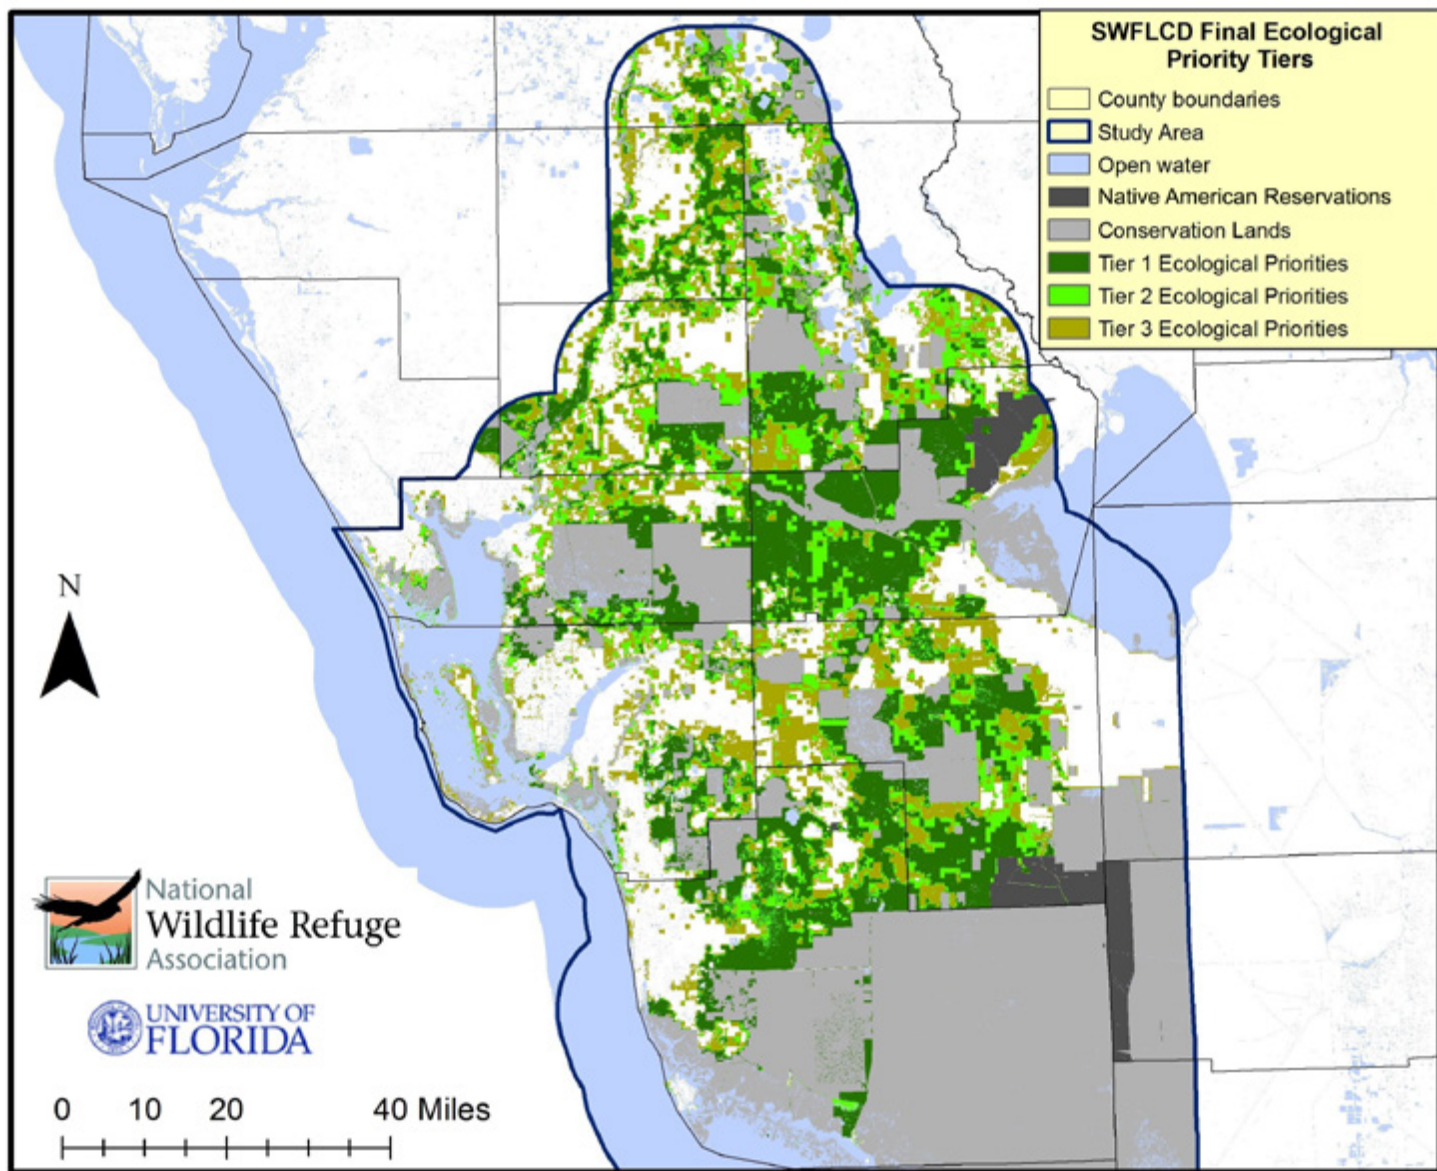 SWFLCD Final Ecological
Priority Tiers
County boundaries
Study Area
Open water
Native American Reservations
Conservation Lands
Tier 1 Ecological Priorities
Tier 2 Ecological Priorities
Tier 3 Ecological Priorities
N
National
Wildlife Refuge
Association
UNIVERSITY OF
FLORIDA
0 10 20 40 Miles